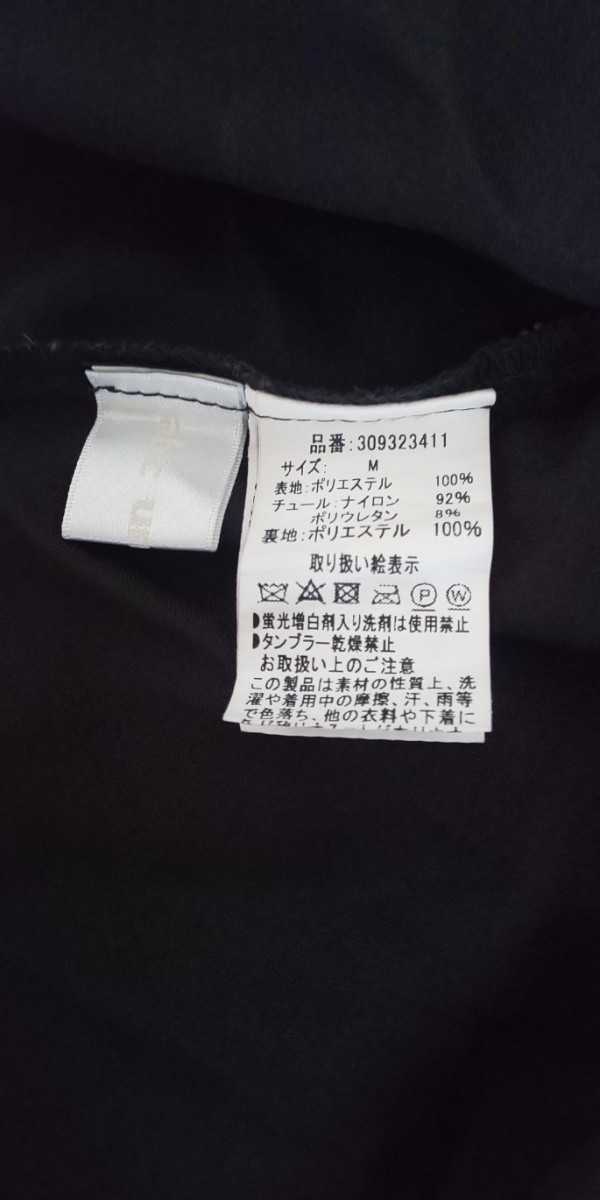 品番:309323411
サイズ: M
表地:ポリエステル 100%
チュール:ナイロン 92%
ポリウレタン 8%
裏地:ポリエステル 100%
取り扱い絵表示
P W
蛍光増白剤入り洗剤は使用禁止
タンブラー乾燥禁止
お取扱い上のご注意
この製品は素材の性質上、洗
濯や着用中の摩擦、汗、雨等
で色落ち、他の衣料や下着に